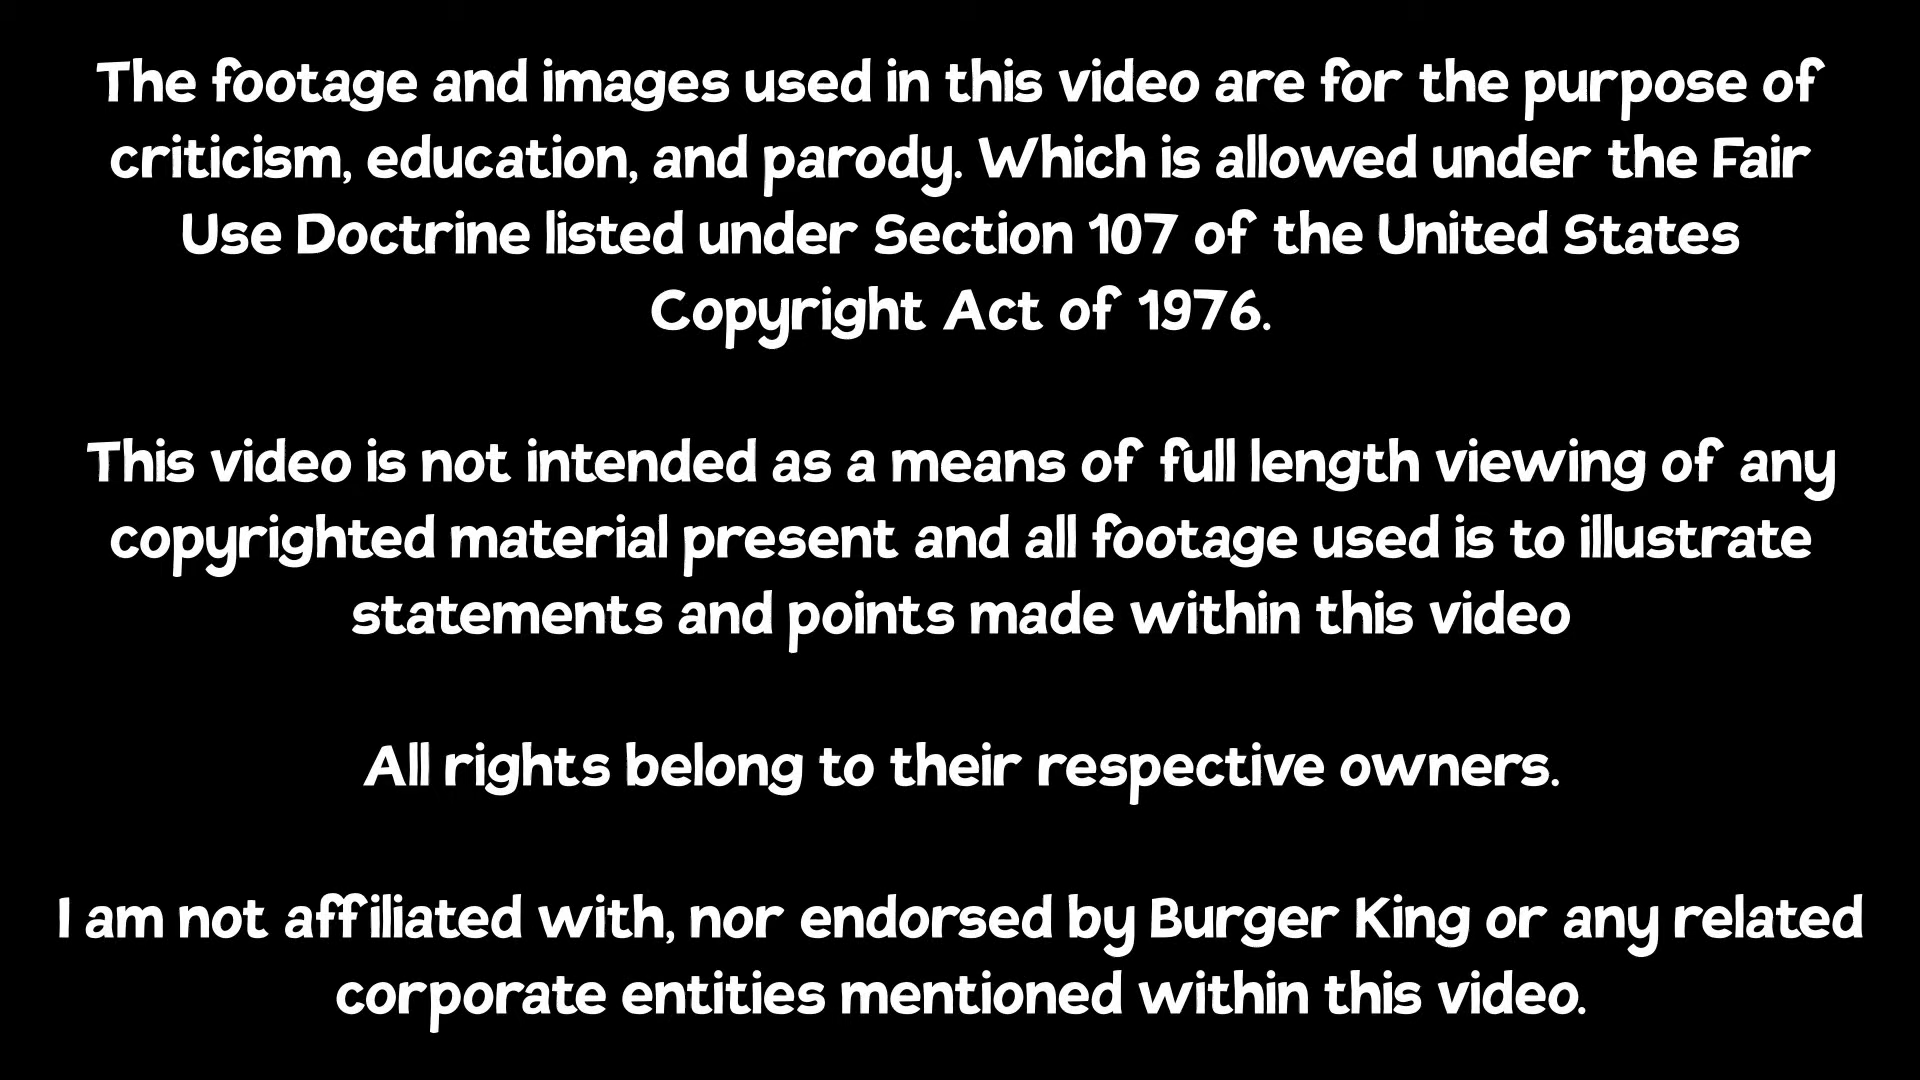 The footage and images used in this video are for the purpose of
criticism, education, and parody. Which is allowed under the Fair
Use Doctrine listed under Section 107 of the United States
Copyright Act of 1976.
This video is not intended as a means of full length viewing of any
copyrighted material present and all footage used is to illustrate
statements and points made within this video
All rights belong to their respective owners.
I am not affiliated with, nor endorsed by Burger King or any related
corporate entities mentioned within this video.